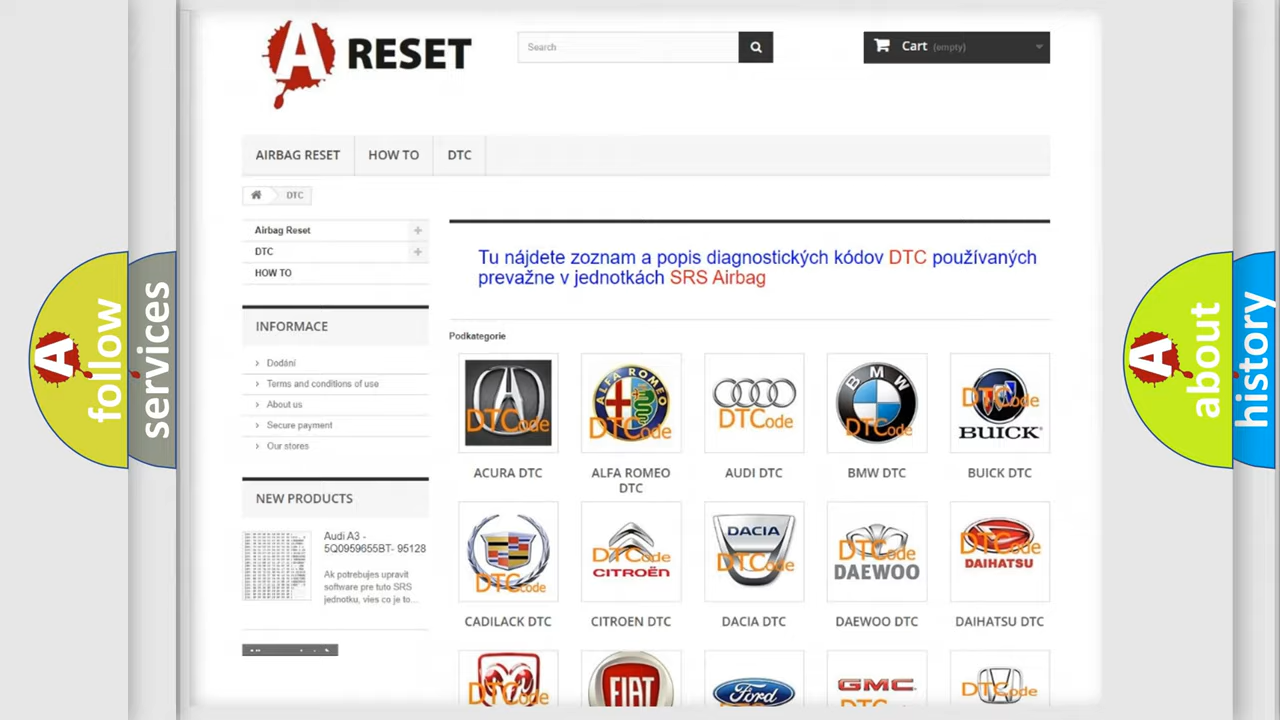 A RESET
Search
Cart (empty)
AIRBAG RESET
HOW TO
DTC
DTC
Airbag Reset
DTC
HOW TO
INFORMACE
Dodání
Terms and conditions of use
About us
Secure payment
Our stores
NEW PRODUCTS
Audi A3 -
5Q0959655BT- 95128
Ak potrebujes upravit
software pre tuto SRS
jednotku, vies co je to...
Tu nájdete zoznam a popis diagnostických kódov DTC používaných
prevažne v jednotkách SRS Airbag
Podkategorie
DTCode
ALFA ROMEO
DTCode
DTCode
BMW
DTCode
DTCode
BUICK
ACURA DTC
ALFA ROMEO
DTC
AUDI DTC
BMW DTC
BUICK DTC
DTCode
DTCode
CITROËN
DACIA
DTCode
DTCode
DAEWOO
DTCode
DAIHATSU
CADILACK DTC
CITROEN DTC
DACIA DTC
DAEWOO DTC
DAIHATSU DTC
DTCode
FIAT
Ford
GMC
DTCode
A follow
services
A about
history